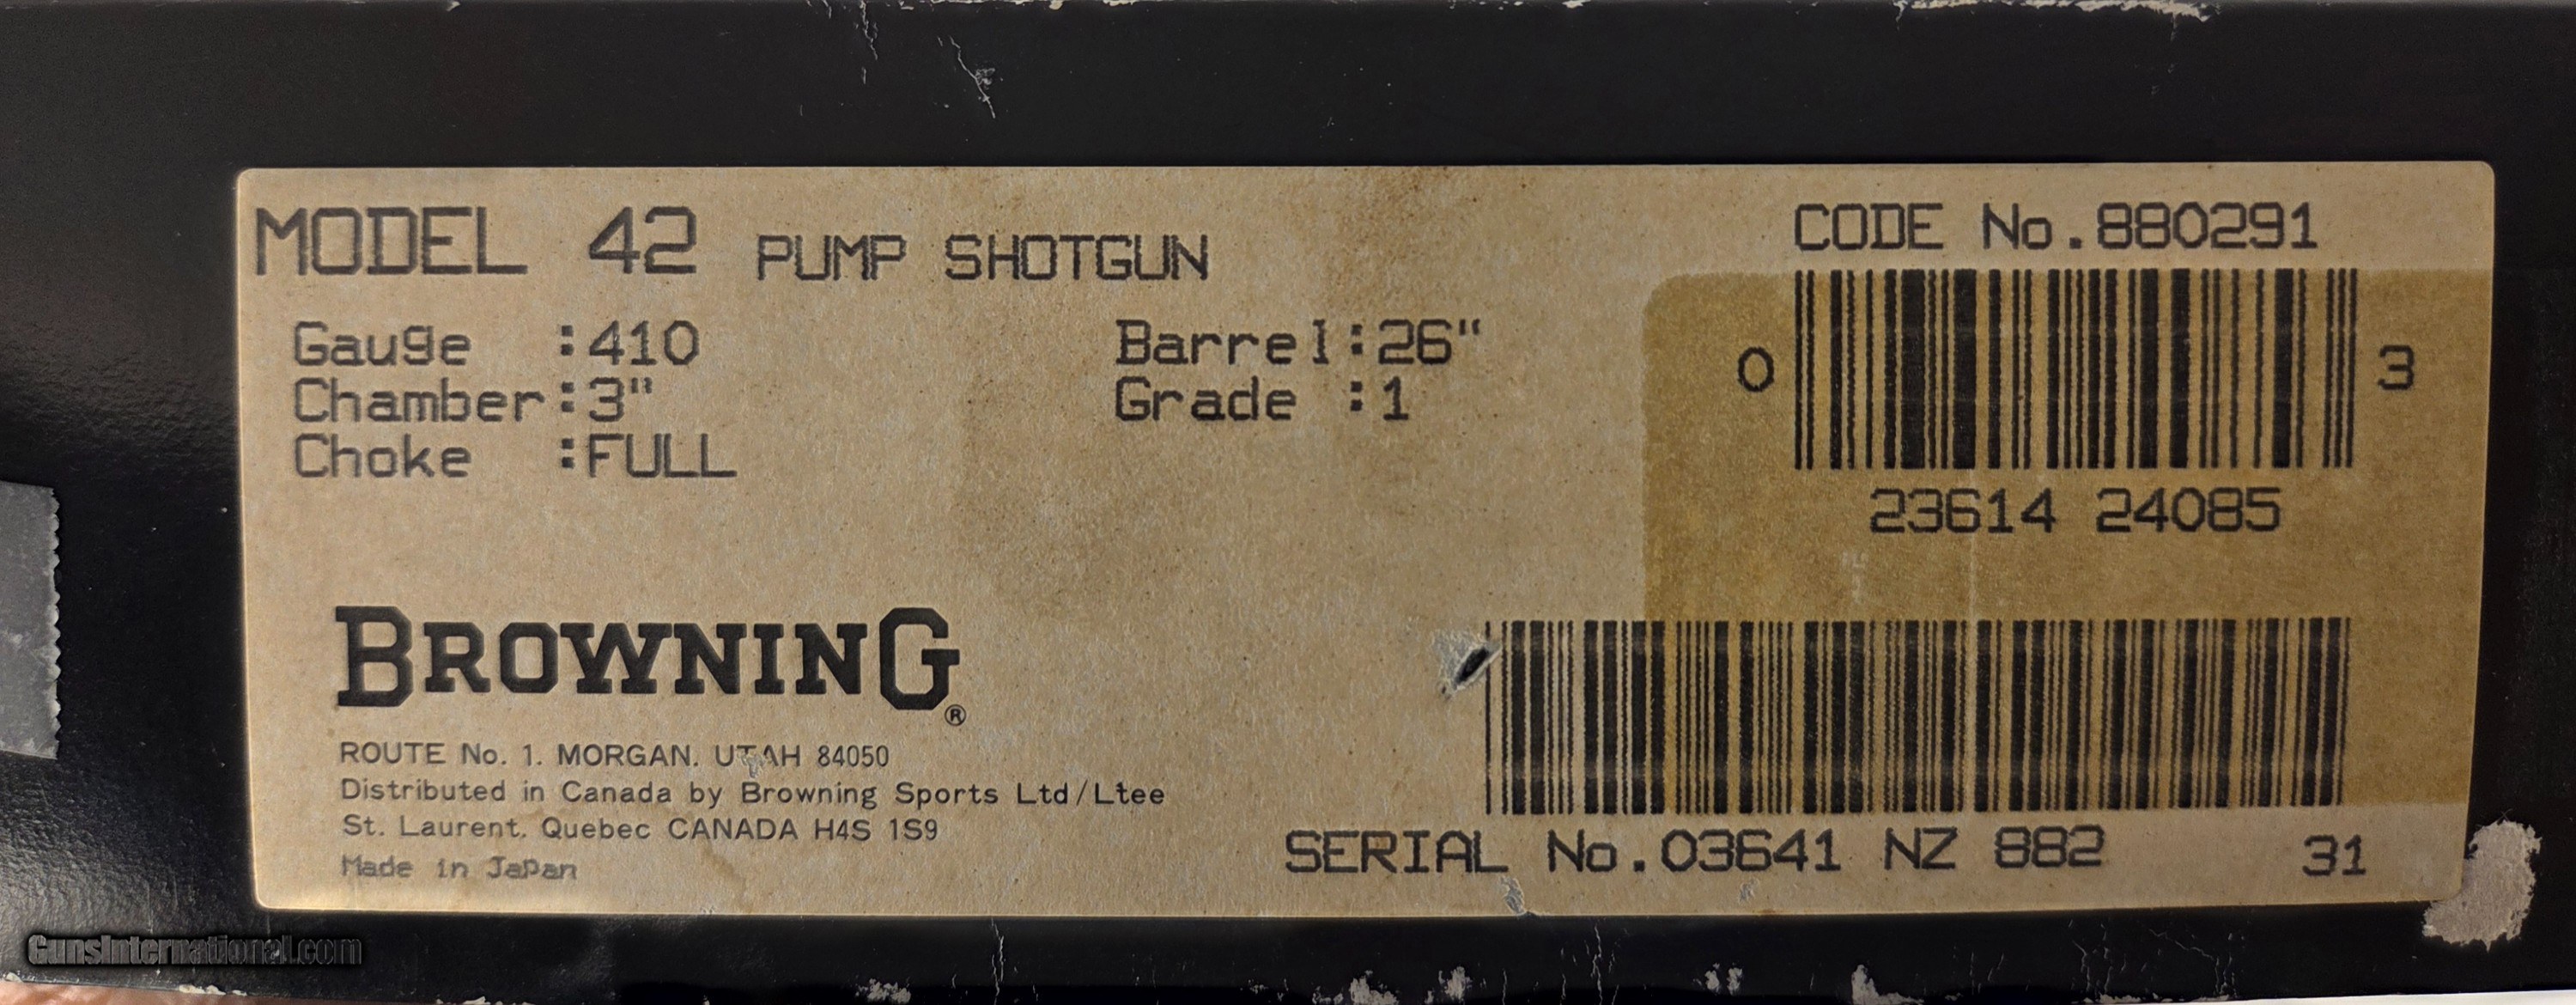 MODEL 42 PUMP SHOTGUN
CODE No.880291
Gauge :410
Barrel:26"
Chamber:3"
Grade :1
Choke :FULL
0
3
23614 24085
BROWNING®
ROUTE No. 1. MORGAN. UTAH 84050
Distributed in Canada by Browning Sports Ltd/Ltee
St. Laurent. Quebec CANADA H4S 1S9
Made in Japan
SERIAL No.03641 NZ 882
31
GunsInternational.com